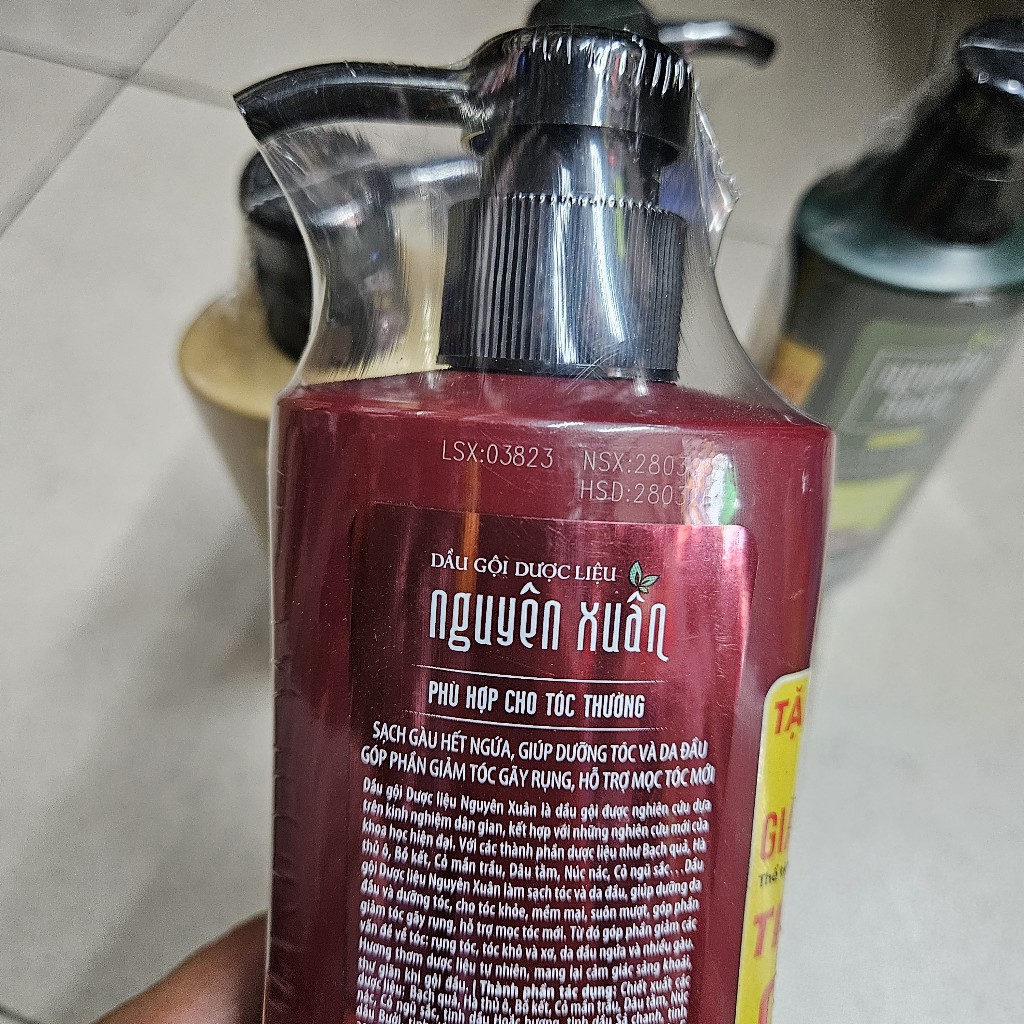 LSX:03823 NSX:2803
HSD:2803
DẦU GỘI DƯỢC LIỆU
nguyên xuân
PHÙ HỢP CHO TÓC THƯỜNG
SẠCH GÀU HẾT NGỨA, GIÚP DƯỠNG TÓC VÀ DA ĐẦU
GÓP PHẦN GIẢM TÓC GÃY RỤNG, HỖ TRỢ MỌC TÓC MỚI
Dầu gội Dược liệu Nguyên Xuân là dầu gội được nghiên cứu dựa
trên kinh nghiệm dân gian, kết hợp với những nghiên cứu mới của
khoa học hiện đại. Với các thành phần dược liệu như Bạch quả, Hà
thủ ô, Bồ kết, Cỏ mần trầu, Dâu tằm, Núc nác, Cỏ ngũ sắc...Dầu
gội Dược liệu Nguyên Xuân làm sạch tóc và da đầu, giúp dưỡng da
đầu và dưỡng tóc, cho tóc khỏe, mềm mại, suôn mượt, góp phần
giảm tóc gãy rụng, hỗ trợ mọc tóc mới. Từ đó góp phần giảm các
vấn đề về tóc: rụng tóc, tóc khô và xơ, da đầu ngứa và nhiều gàu.
Hương thơm dược liệu tự nhiên, mang lại cảm giác sảng khoái,
thư giãn khi gội đầu. | Thành phần tác dụng: Chiết xuất các
dược liệu: Bạch quả, Hà thủ ô, Bồ kết, Cỏ mần trầu, Dâu tằm, Núc
nác, Cỏ ngũ sắc, tinh dầu Hoắc hương, tinh dầu Sả chanh, tinh
dầu Bưởi
TẶ
GIẢ
nguyên
xuân